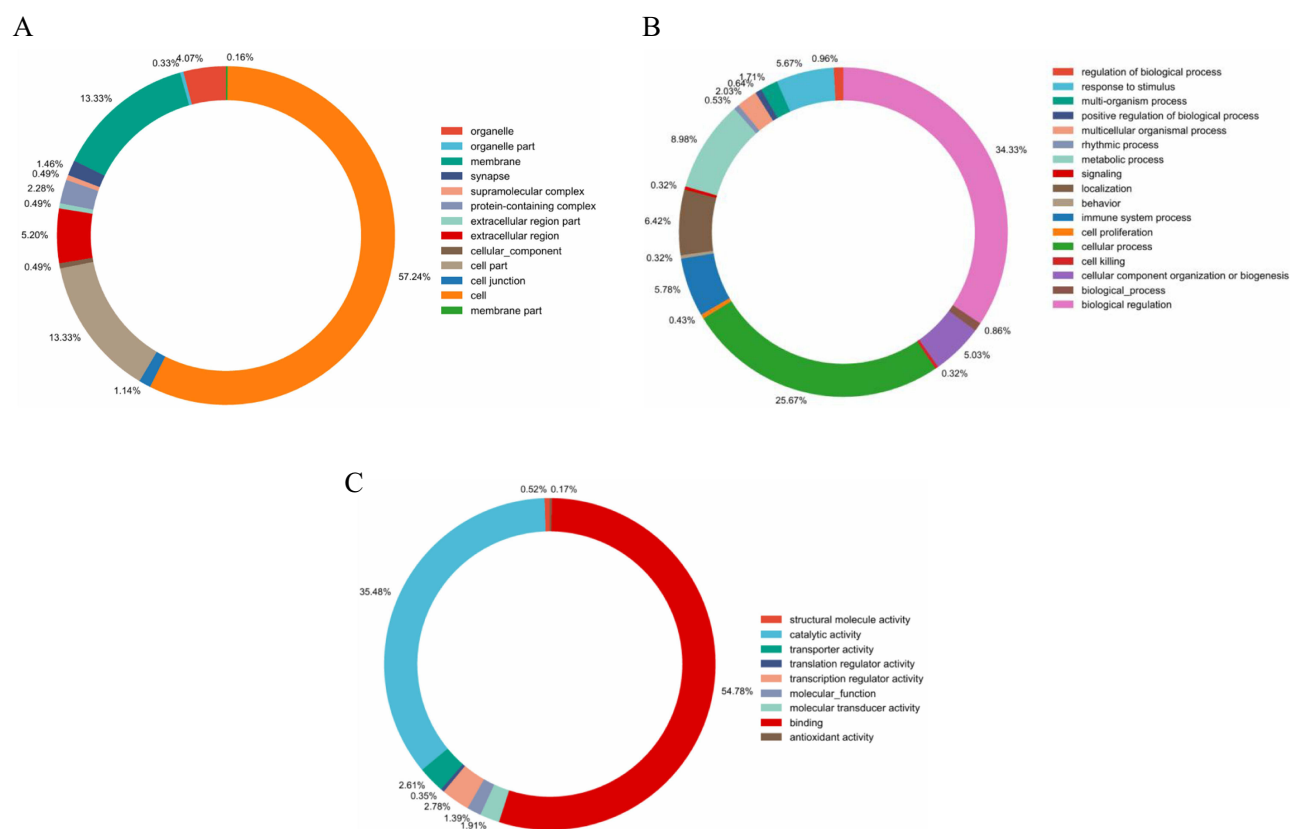 A
0.33%
4.07%
0.16%
13.33%
1.46%
0.49%
2.28%
0.49%
5.20%
0.49%
13.33%
1.14%
57.24%
organelle
organelle part
membrane
synapse
supramolecular complex
protein-containing complex
extracellular region part
extracellular region
cellular_component
cell part
cell junction
cell
membrane part
B
0.96%
5.67%
1.71%
0.64%
2.03%
0.53%
8.98%
0.32%
6.42%
0.32%
5.78%
0.43%
25.67%
0.32%
5.03%
0.86%
34.33%
regulation of biological process
response to stimulus
multi-organism process
positive regulation of biological process
multicellular organismal process
rhythmic process
metabolic process
signaling
localization
behavior
immune system process
cell proliferation
cellular process
cell killing
cellular component organization or biogenesis
biological_process
biological regulation
C
0.52%
0.17%
35.48%
54.78%
2.61%
0.35%
2.78%
1.39%
1.91%
structural molecule activity
catalytic activity
transporter activity
translation regulator activity
transcription regulator activity
molecular_function
molecular transducer activity
binding
antioxidant activity